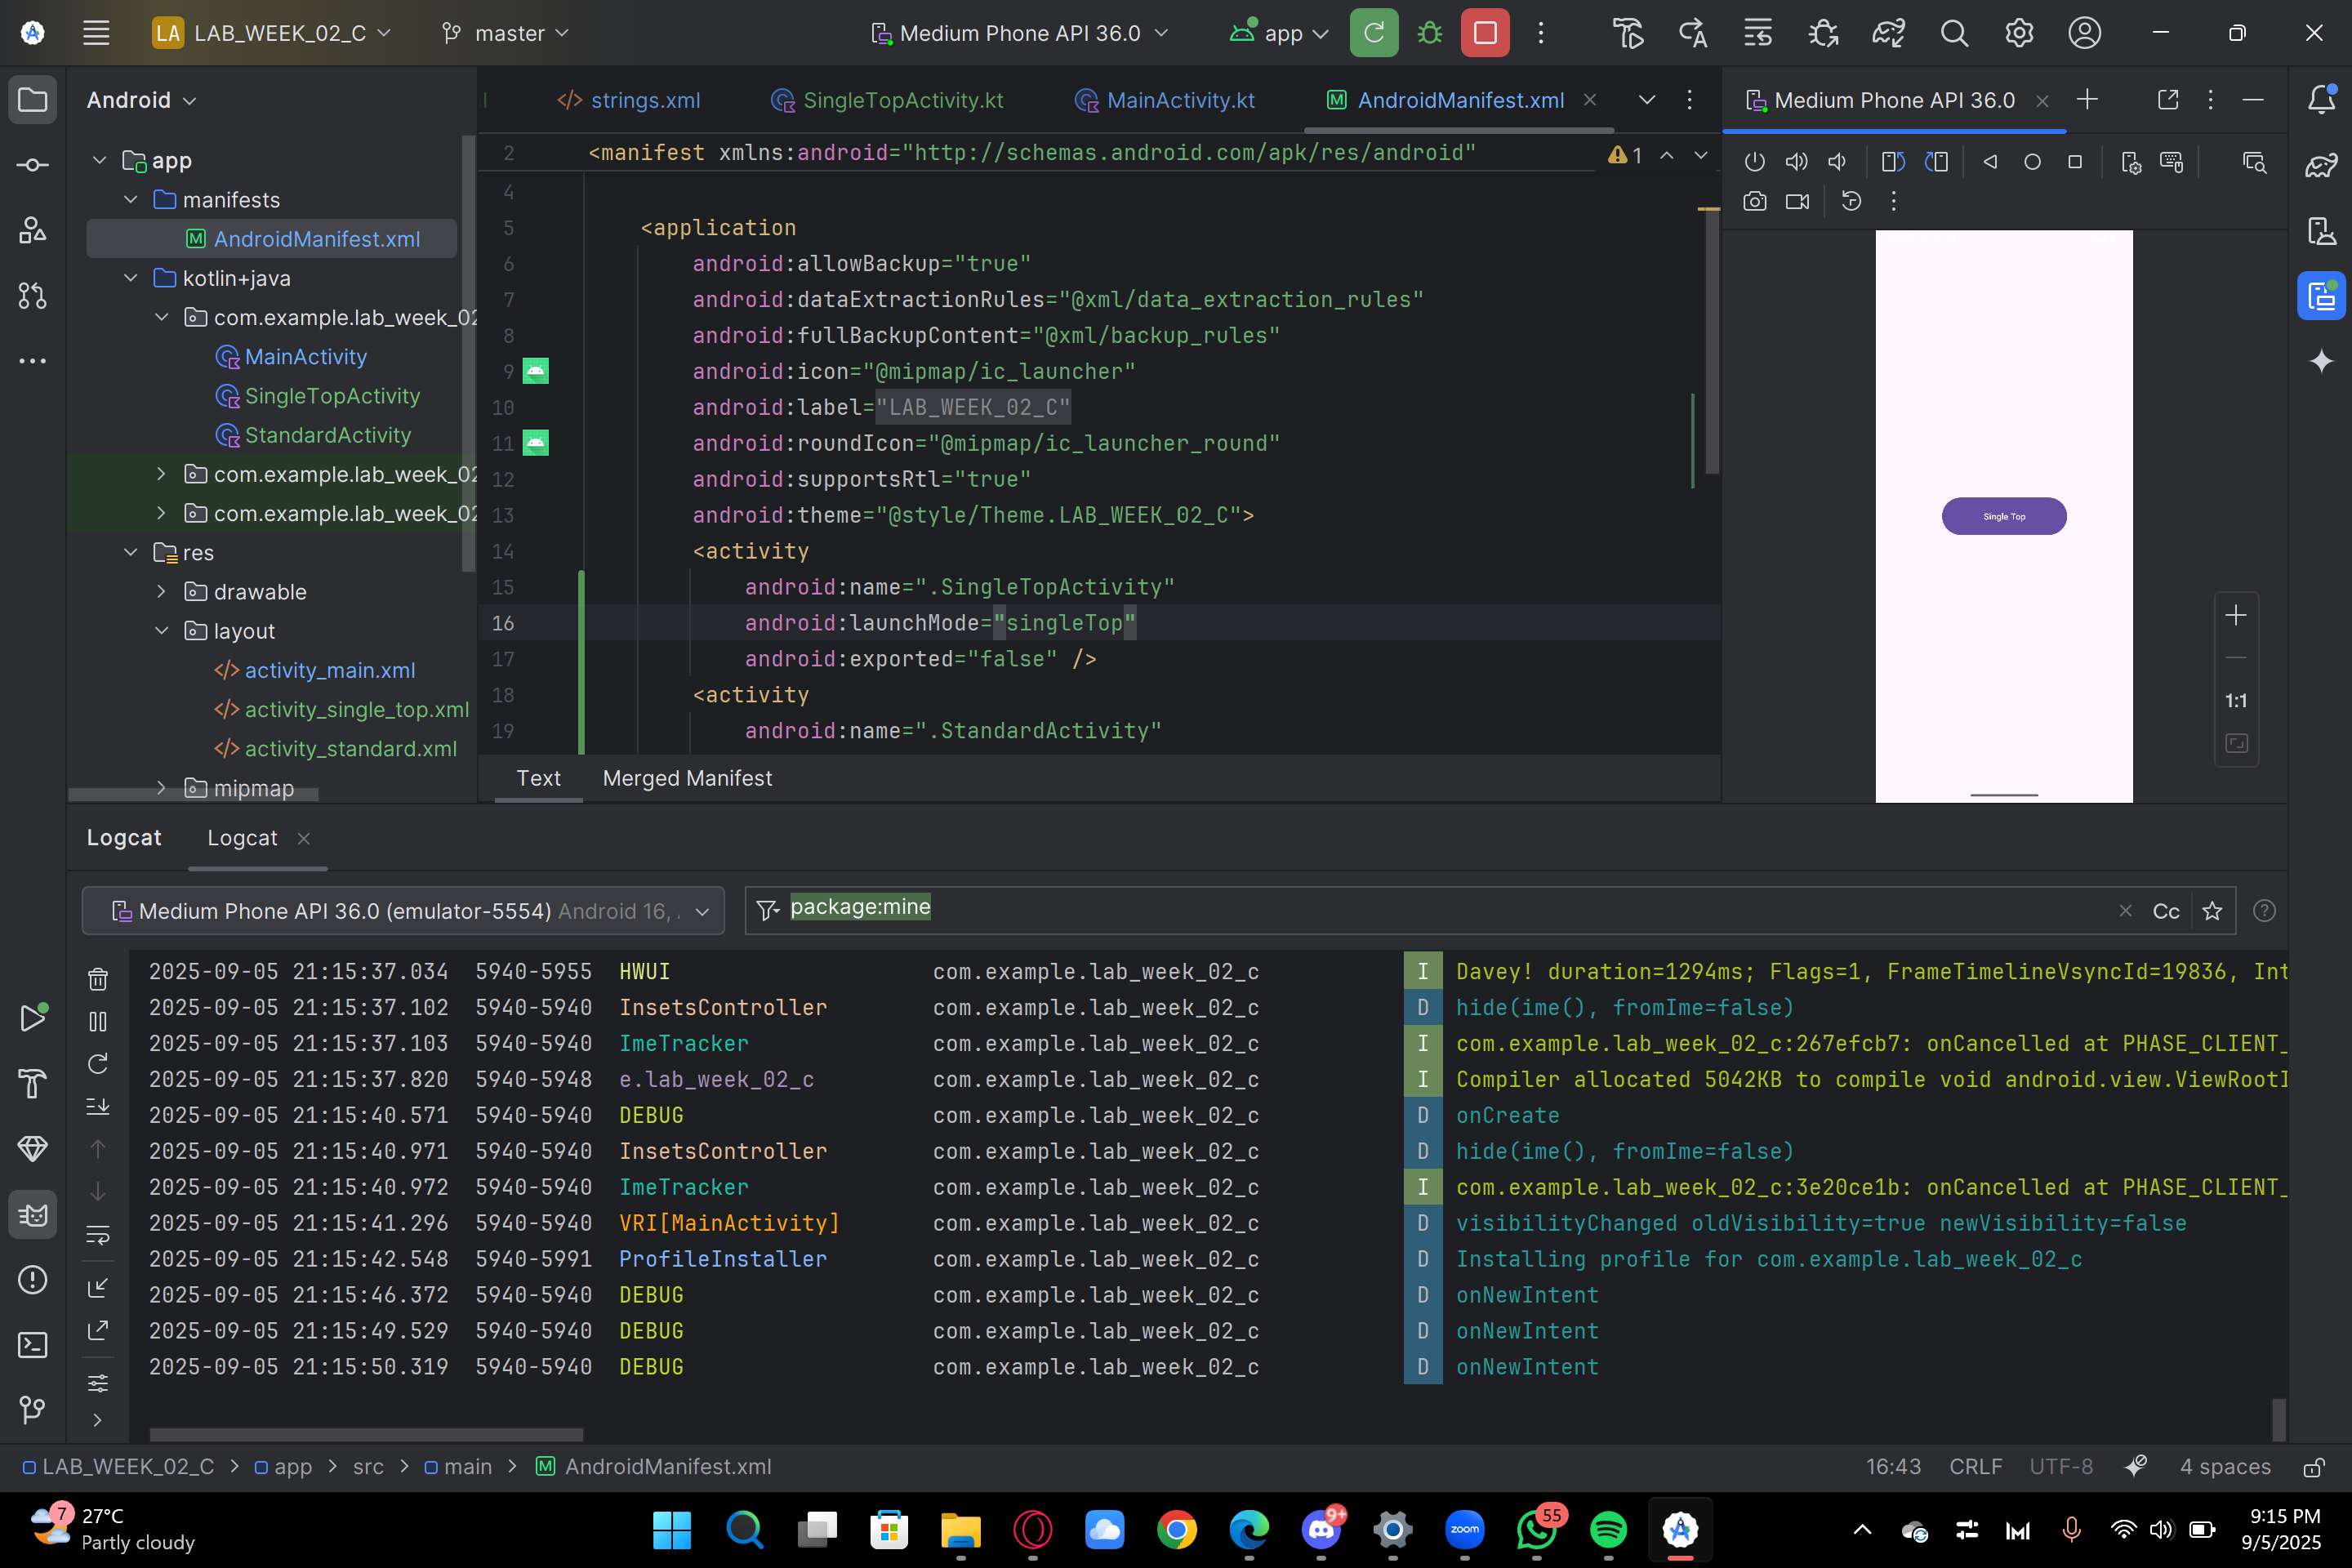 LA LAB_WEEK_02_C master Medium Phone API 36.0 app
Android
app
manifests
AndroidManifest.xml
kotlin+java
com.example.lab_week_02
MainActivity
SingleTopActivity
StandardActivity
com.example.lab_week_02
com.example.lab_week_02
res
drawable
layout
activity_main.xml
activity_single_top.xml
activity_standard.xml
mipmap
strings.xml SingleTopActivity.kt MainActivity.kt AndroidManifest.xml
2 <manifest xmlns:android="http://schemas.android.com/apk/res/android" 1
4
5 <application
6 android:allowBackup="true"
7 android:dataExtractionRules="@xml/data_extraction_rules"
8 android:fullBackupContent="@xml/backup_rules"
9 android:icon="@mipmap/ic_launcher"
10 android:label="LAB_WEEK_02_C"
11 android:roundIcon="@mipmap/ic_launcher_round"
12 android:supportsRtl="true"
13 android:theme="@style/Theme.LAB_WEEK_02_C">
14 <activity
15 android:name=".SingleTopActivity"
16 android:launchMode="singleTop"
17 android:exported="false" />
18 <activity
19 android:name=".StandardActivity"
Text Merged Manifest
Medium Phone API 36.0
Single Top
1:1
Logcat Logcat
Medium Phone API 36.0 (emulator-5554) Android 16, package:mine Cc
2025-09-05 21:15:37.034 5940-5955 HWUI com.example.lab_week_02_c I Davey! duration=1294ms; Flags=1, FrameTimelineVsyncId=19836, Int
2025-09-05 21:15:37.102 5940-5940 InsetsController com.example.lab_week_02_c D hide(ime(), fromIme=false)
2025-09-05 21:15:37.103 5940-5940 ImeTracker com.example.lab_week_02_c I com.example.lab_week_02_c:267efcb7: onCancelled at PHASE_CLIENT_
2025-09-05 21:15:37.820 5940-5948 e.lab_week_02_c com.example.lab_week_02_c I Compiler allocated 5042KB to compile void android.view.ViewRootI
2025-09-05 21:15:40.571 5940-5940 DEBUG com.example.lab_week_02_c D onCreate
2025-09-05 21:15:40.971 5940-5940 InsetsController com.example.lab_week_02_c D hide(ime(), fromIme=false)
2025-09-05 21:15:40.972 5940-5940 ImeTracker com.example.lab_week_02_c I com.example.lab_week_02_c:3e20ce1b: onCancelled at PHASE_CLIENT_
2025-09-05 21:15:41.296 5940-5940 VRI[MainActivity] com.example.lab_week_02_c D visibilityChanged oldVisibility=true newVisibility=false
2025-09-05 21:15:42.548 5940-5991 ProfileInstaller com.example.lab_week_02_c D Installing profile for com.example.lab_week_02_c
2025-09-05 21:15:46.372 5940-5940 DEBUG com.example.lab_week_02_c D onNewIntent
2025-09-05 21:15:49.529 5940-5940 DEBUG com.example.lab_week_02_c D onNewIntent
2025-09-05 21:15:50.319 5940-5940 DEBUG com.example.lab_week_02_c D onNewIntent
LAB_WEEK_02_C > app > src > main > AndroidManifest.xml 16:43 CRLF UTF-8 4 spaces
7 27°C
Partly cloudy
zoom
9+
55
9:15 PM
9/5/2025